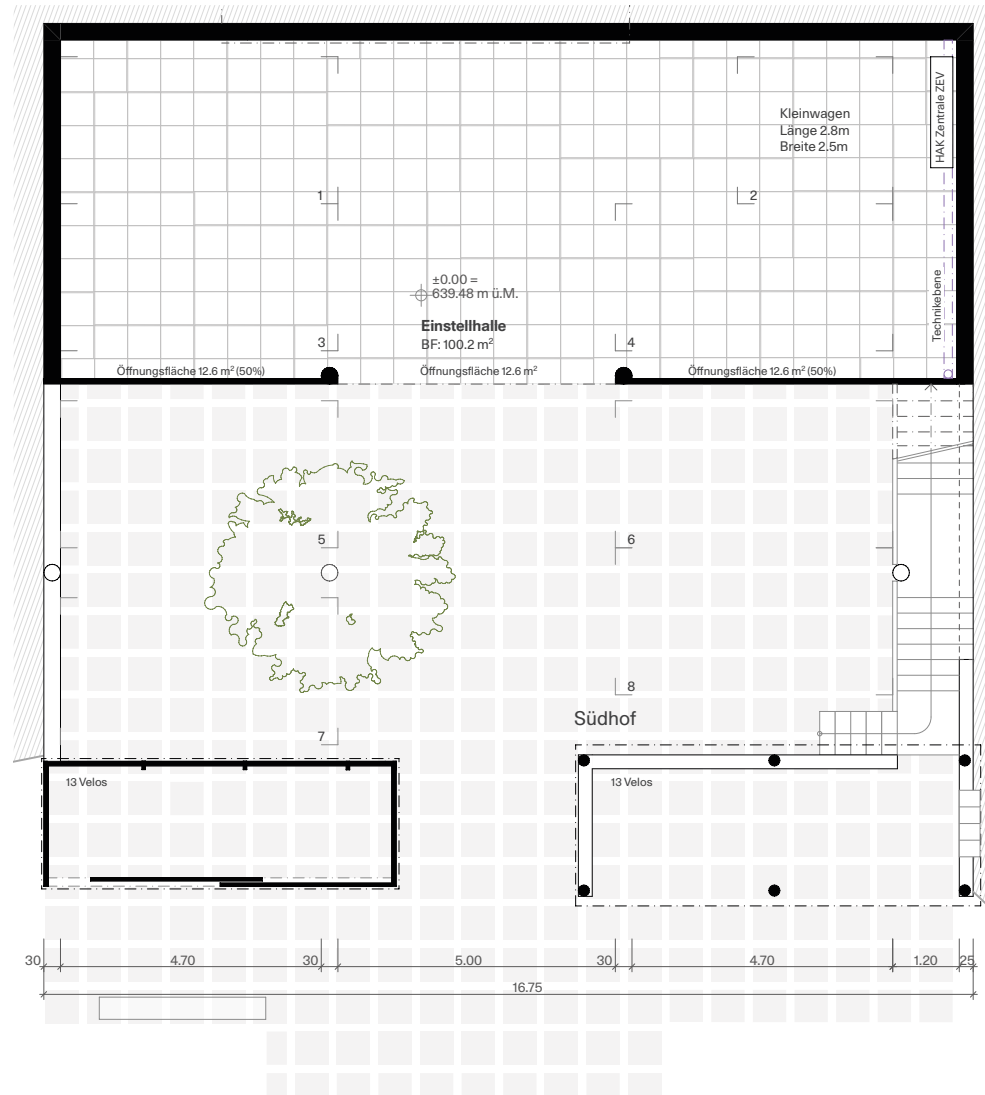 Kleinwagen
Länge 2.8m
Breite 2.5m
HAK Zentrale ZEV
1
2
±0.00 =
639.48 m ü.M.
Technikebene
Einstellhalle
BF: 100.2 m²
3
4
Öffnungsfläche 12.6 m² (50%)
Öffnungsfläche 12.6 m²
Öffnungsfläche 12.6 m² (50%)
5
6
8
Südhof
7
13 Velos
13 Velos
30
4.70
30
5.00
30
4.70
1.20
25
16.75